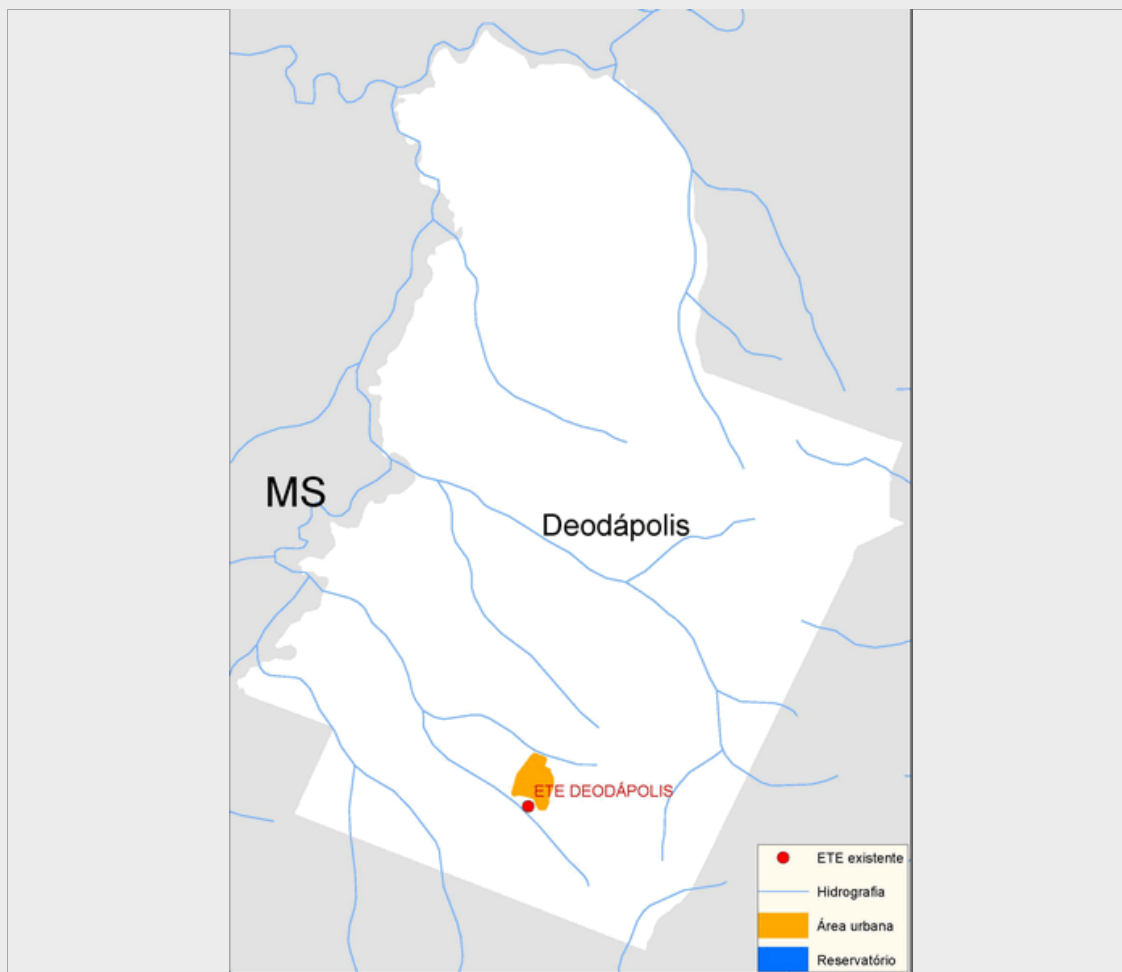 MS
Deodápolis
ETE DEODÁPOLIS
ETE existente
Hidrografia
Área urbana
Reservatório